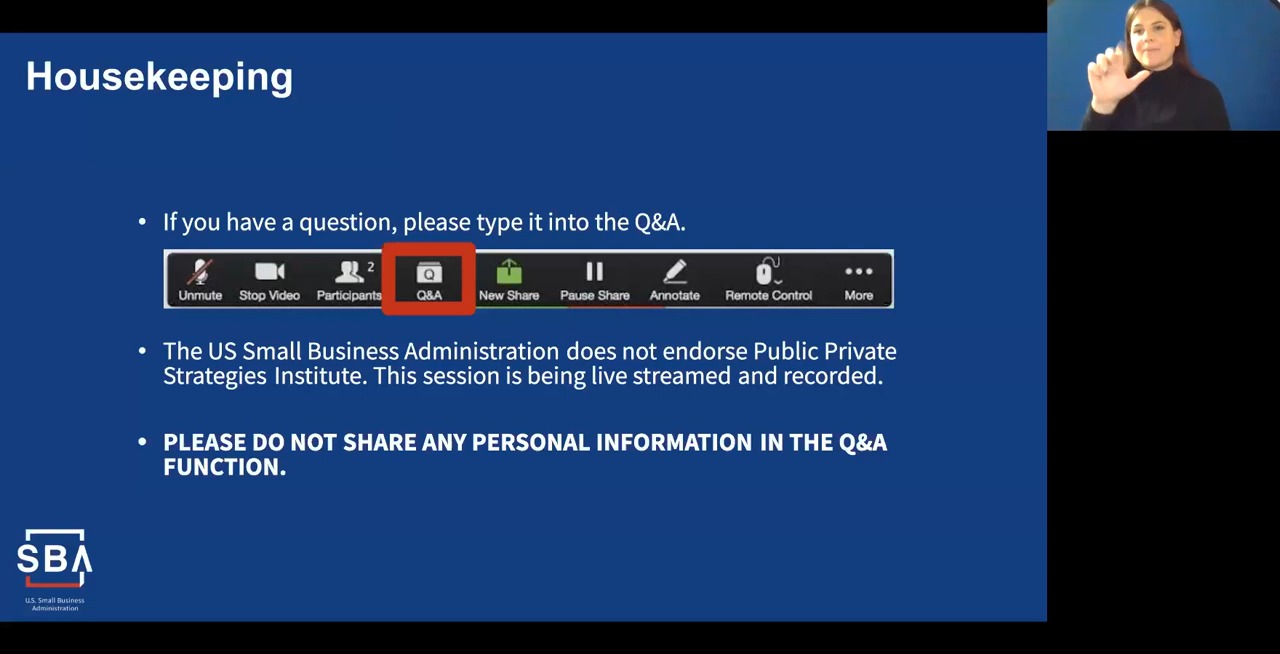 Housekeeping
• If you have a question, please type it into the Q&A.
2
Q
Unmute Stop Video Participants Q&A New Share Pause Share Annotate Remote Control More
• The US Small Business Administration does not endorse Public Private
Strategies Institute. This session is being live streamed and recorded.
• PLEASE DO NOT SHARE ANY PERSONAL INFORMATION IN THE Q&A
FUNCTION.
SBA
U.S. Small Business
Administration